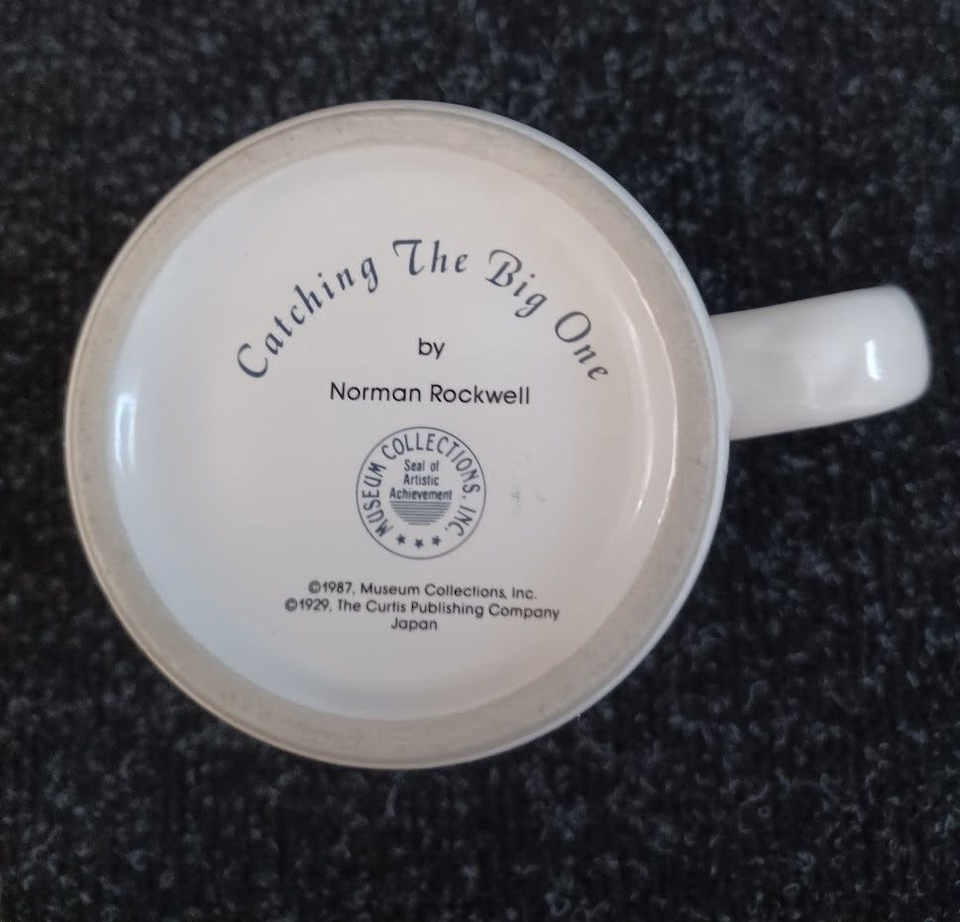 Catching The Big One
by
Norman Rockwell
MUSEUM COLLECTIONS, INC.
Seal of
Artistic
Achievement
©1987, Museum Collections, Inc.
©1929, The Curtis Publishing Company
Japan